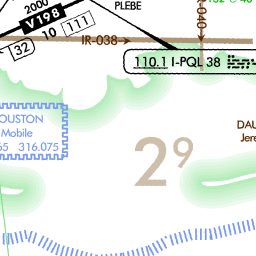 2000
PLEBE
V198
10
111
32
IR-038→
-040
110.1 I-PQL 38
OUSTON
Mobile
65 316.075
29
DAU
Jere